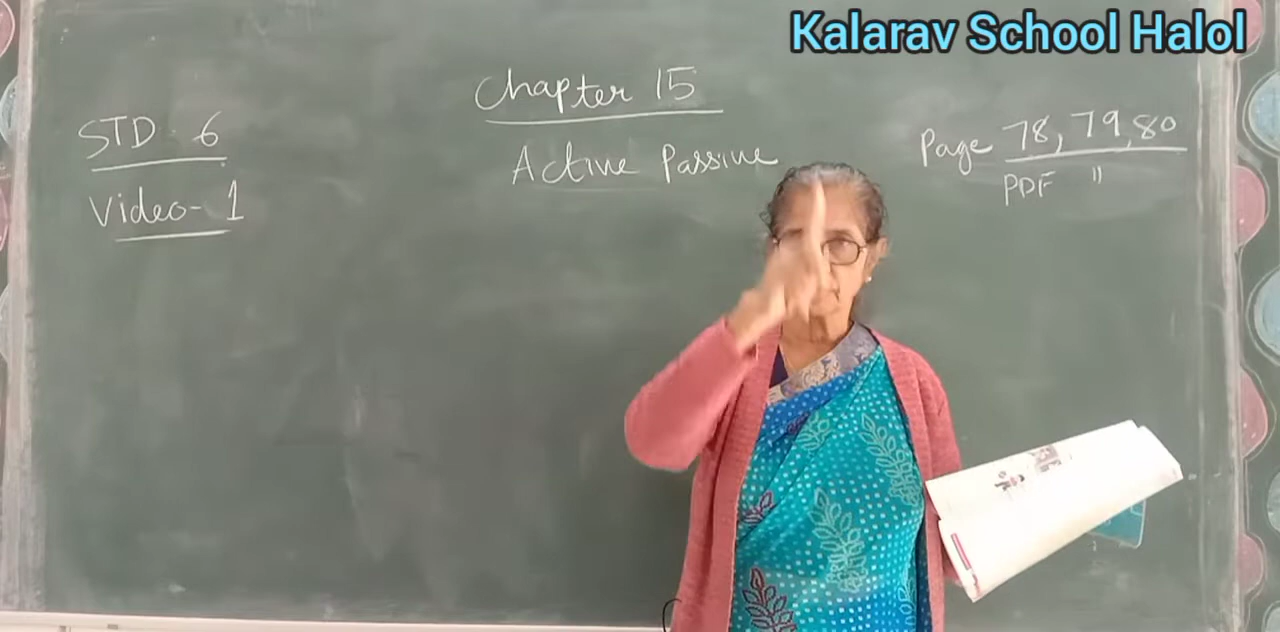 Kalarav School Halol
Chapter 15
STD 6
Active Passive
Page 78, 79, 80
PDF "
Video- 1